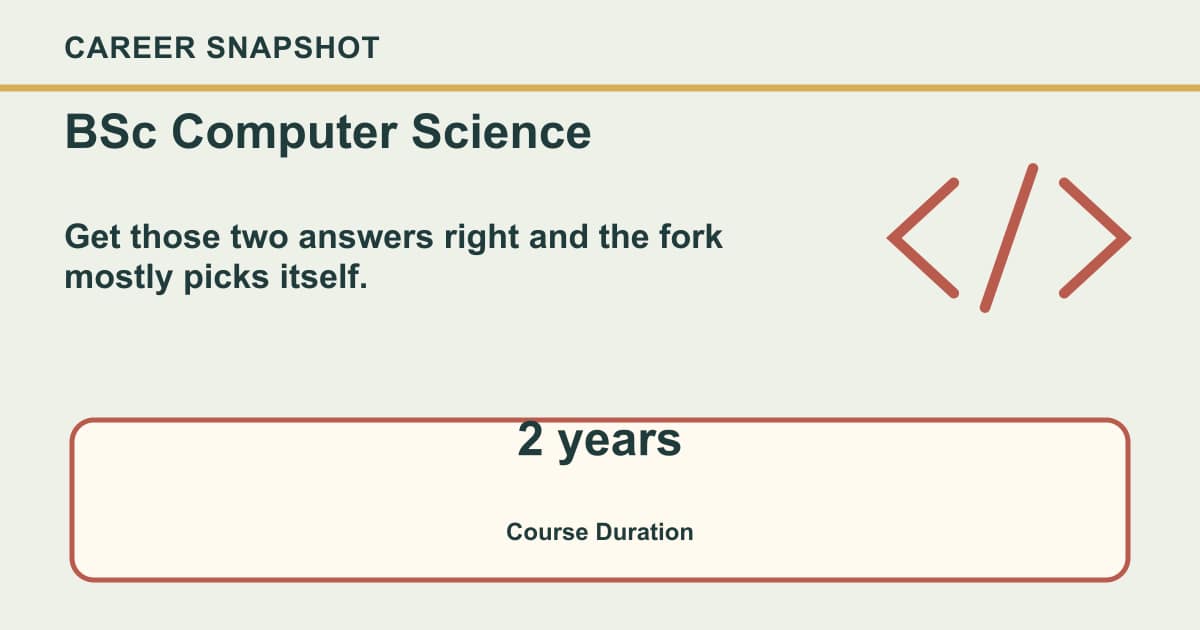 CAREER SNAPSHOT
BSc Computer Science
Get those two answers right and the fork
mostly picks itself.
2 years
Course Duration